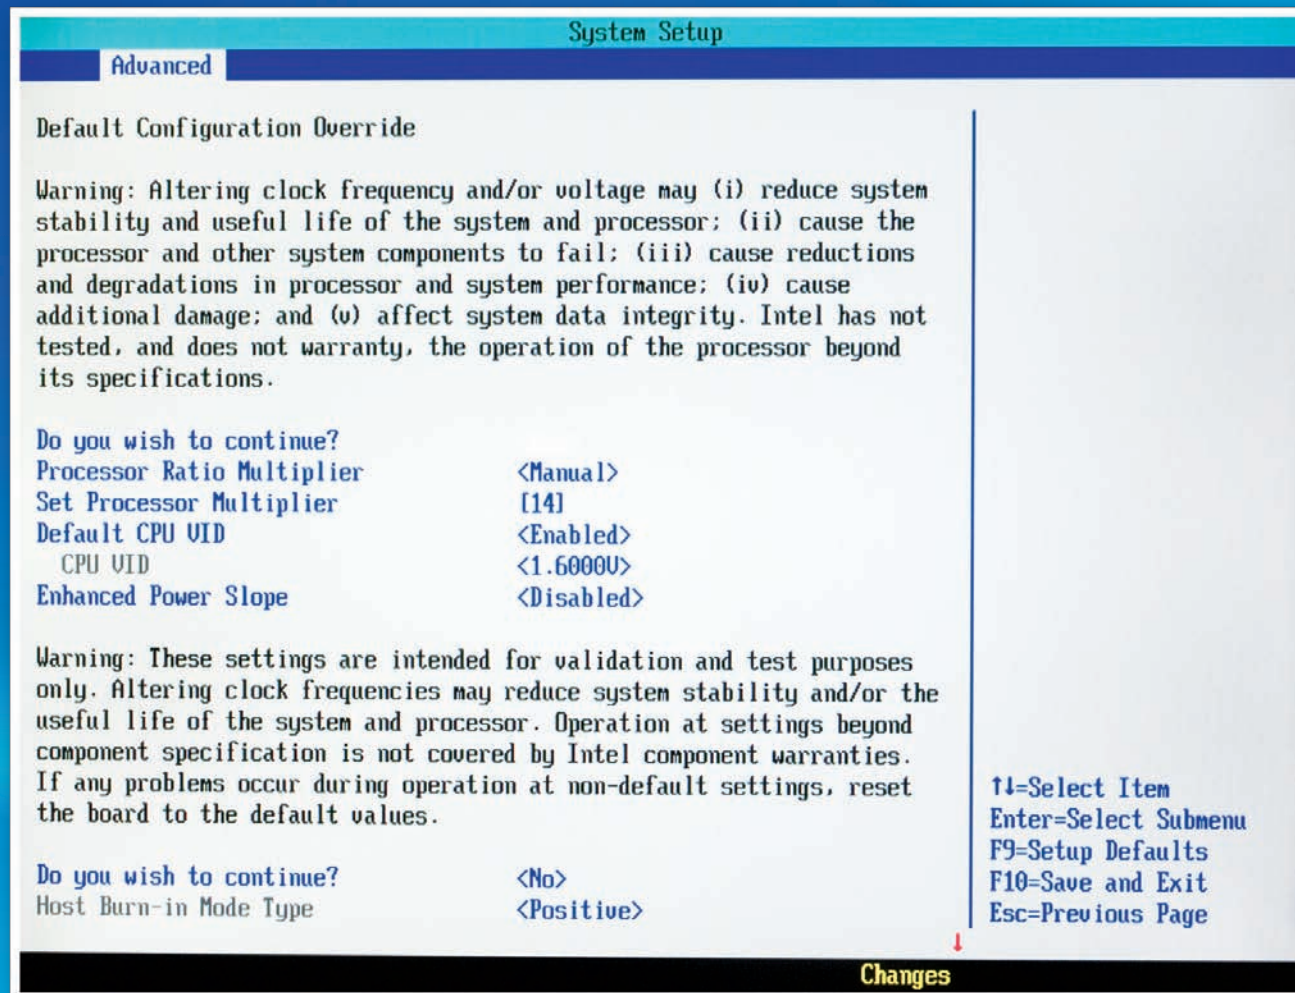 System Setup
Advanced
Default Configuration Override
Warning: Altering clock frequency and/or voltage may (i) reduce system
stability and useful life of the system and processor; (ii) cause the
processor and other system components to fail; (iii) cause reductions
and degradations in processor and system performance; (iv) cause
additional damage; and (v) affect system data integrity. Intel has not
tested, and does not warranty, the operation of the processor beyond
its specifications.
Do you wish to continue?
Processor Ratio Multiplier <Manual>
Set Processor Multiplier [14]
Default CPU VID <Enabled>
CPU VID <1.6000V>
Enhanced Power Slope <Disabled>
Warning: These settings are intended for validation and test purposes
only. Altering clock frequencies may reduce system stability and/or the
useful life of the system and processor. Operation at settings beyond
component specification is not covered by Intel component warranties.
If any problems occur during operation at non-default settings, reset
the board to the default values.
Do you wish to continue? <No>
Host Burn-in Mode Type <Positive>
↑↓=Select Item
Enter=Select Submenu
F9=Setup Defaults
F10=Save and Exit
Esc=Previous Page
↓
Changes